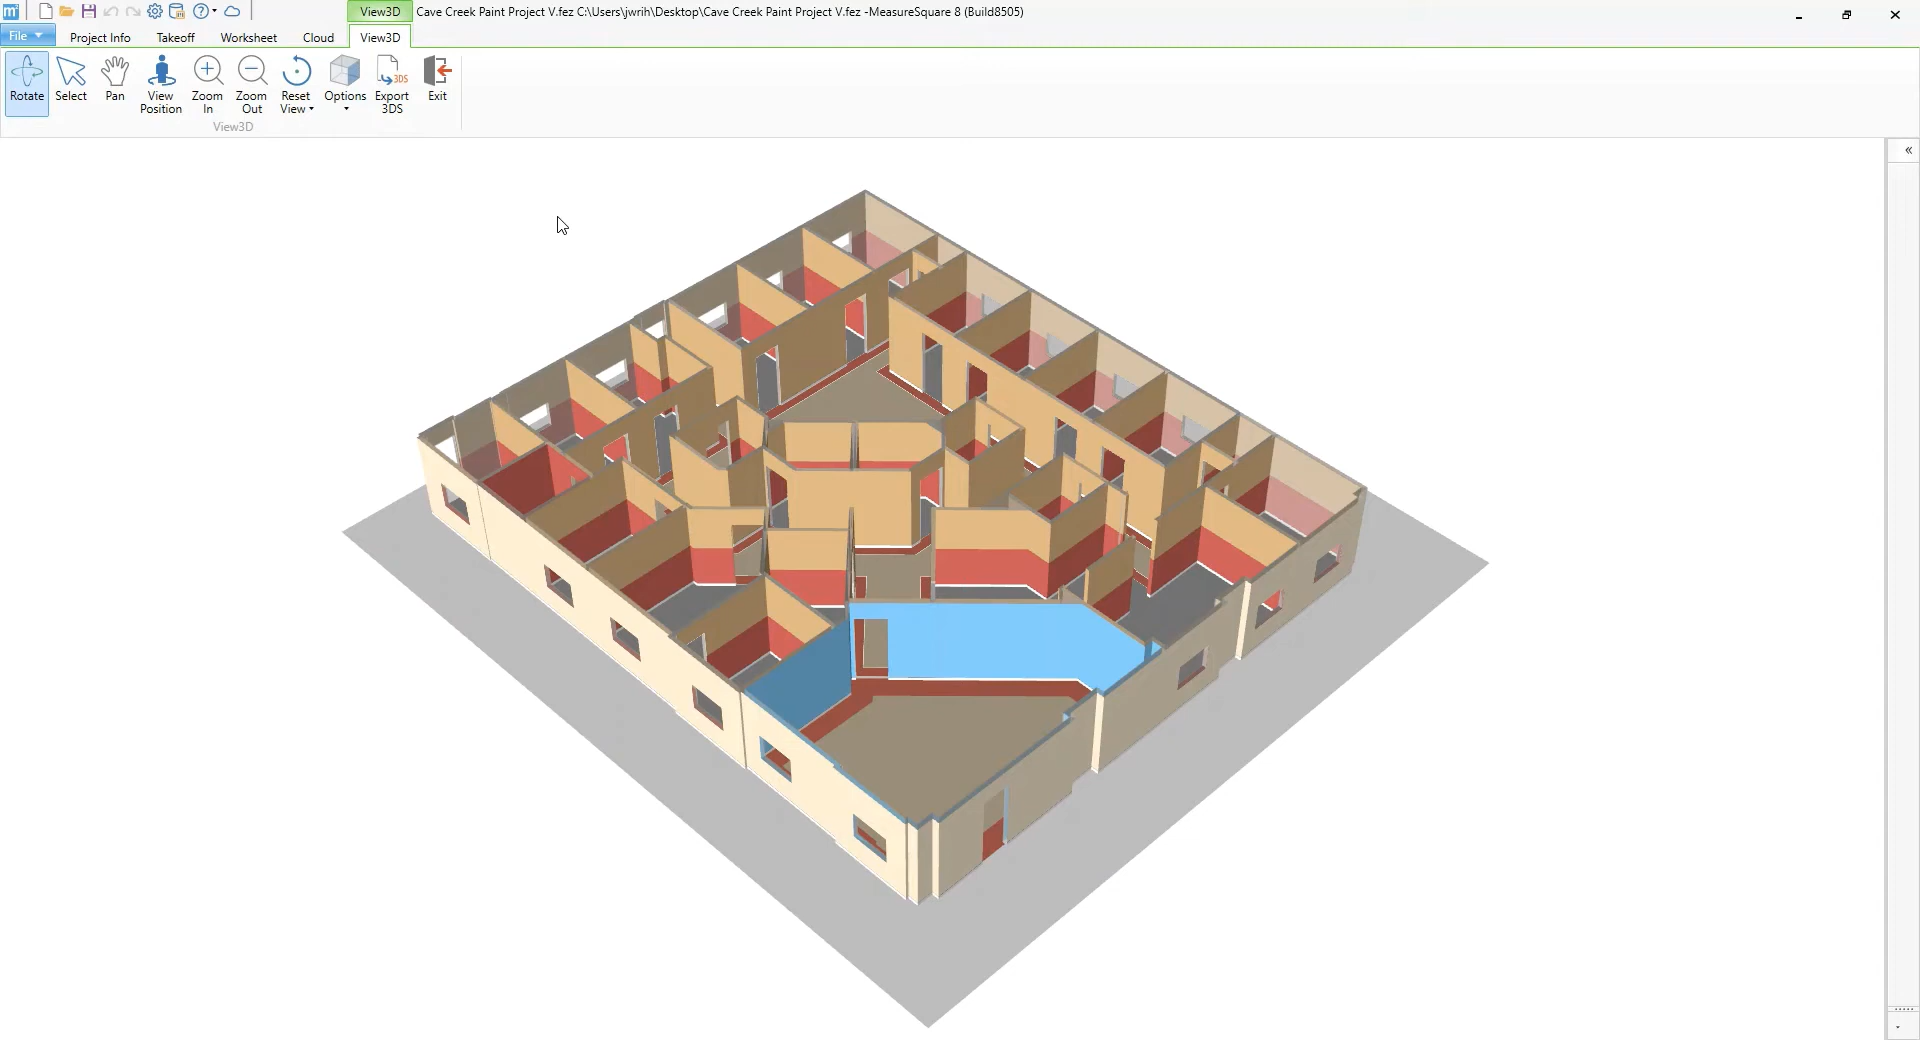 View3D
Cave Creek Paint Project V.fez C:\Users\jwrih\Desktop\Cave Creek Paint Project V.fez -MeasureSquare 8 (Build8505)
File
Project Info
Takeoff
Worksheet
Cloud
View3D
Rotate
Select
Pan
View
Position
Zoom
In
Zoom
Out
Reset
View
Options
3DS
Export
3DS
Exit
View3D